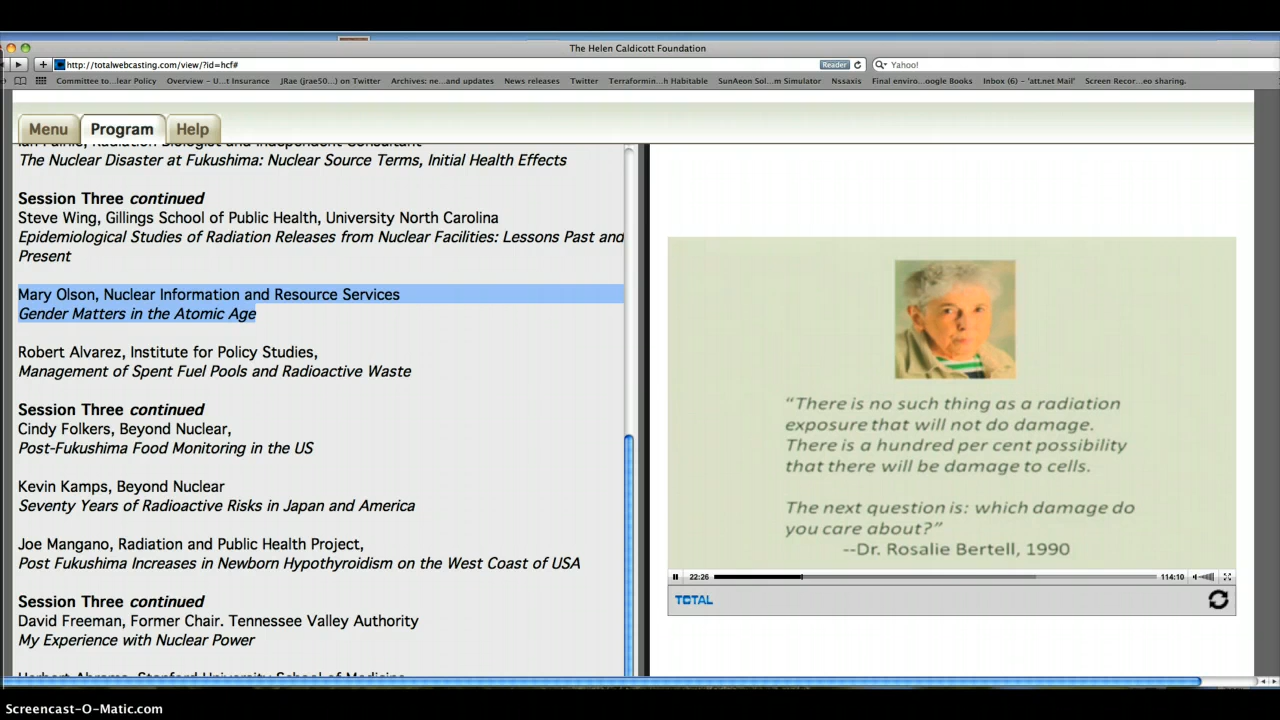 The Helen Caldicott Foundation
http://totalwebcasting.com/view/?id=hcf#
Reader
Yahoo!
Committee to...lear Policy
Overview - U...t Insurance
JRae (jrae50...) on Twitter
Archives: ne...and updates
News releases
Twitter
Terraformin...h Habitable
SunAeon Sol...m Simulator
Nssaxis
Final enviro...oogle Books
Inbox (6) - 'att.net Mail'
Screen Recor...eo sharing.
Menu
Program
Help
The Nuclear Disaster at Fukushima: Nuclear Source Terms, Initial Health Effects
Session Three continued
Steve Wing, Gillings School of Public Health, University North Carolina
Epidemiological Studies of Radiation Releases from Nuclear Facilities: Lessons Past and
Present
Mary Olson, Nuclear Information and Resource Services
Gender Matters in the Atomic Age
Robert Alvarez, Institute for Policy Studies,
Management of Spent Fuel Pools and Radioactive Waste
Session Three continued
Cindy Folkers, Beyond Nuclear,
Post-Fukushima Food Monitoring in the US
Kevin Kamps, Beyond Nuclear
Seventy Years of Radioactive Risks in Japan and America
Joe Mangano, Radiation and Public Health Project,
Post Fukushima Increases in Newborn Hypothyroidism on the West Coast of USA
Session Three continued
David Freeman, Former Chair. Tennessee Valley Authority
My Experience with Nuclear Power
“There is no such thing as a radiation
exposure that will not do damage.
There is a hundred per cent possibility
that there will be damage to cells.
The next question is: which damage do
you care about?”
--Dr. Rosalie Bertell, 1990
22:26
114:10
TOTAL
Screencast-O-Matic.com